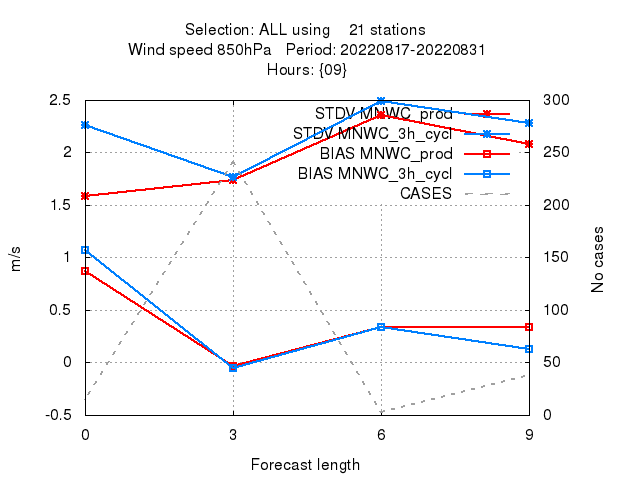 Selection: ALL using 21 stations
Wind speed 850hPa Period: 20220817-20220831
Hours: {09}
2.5
2
1.5
1
0.5
0
-0.5
m/s
STDV MNWC_prod
STDV MNWC_3h_cycl
BIAS MNWC_prod
BIAS MNWC_3h_cycl
CASES
300
250
200
150
100
50
0
No cases
0 3 6 9
Forecast length